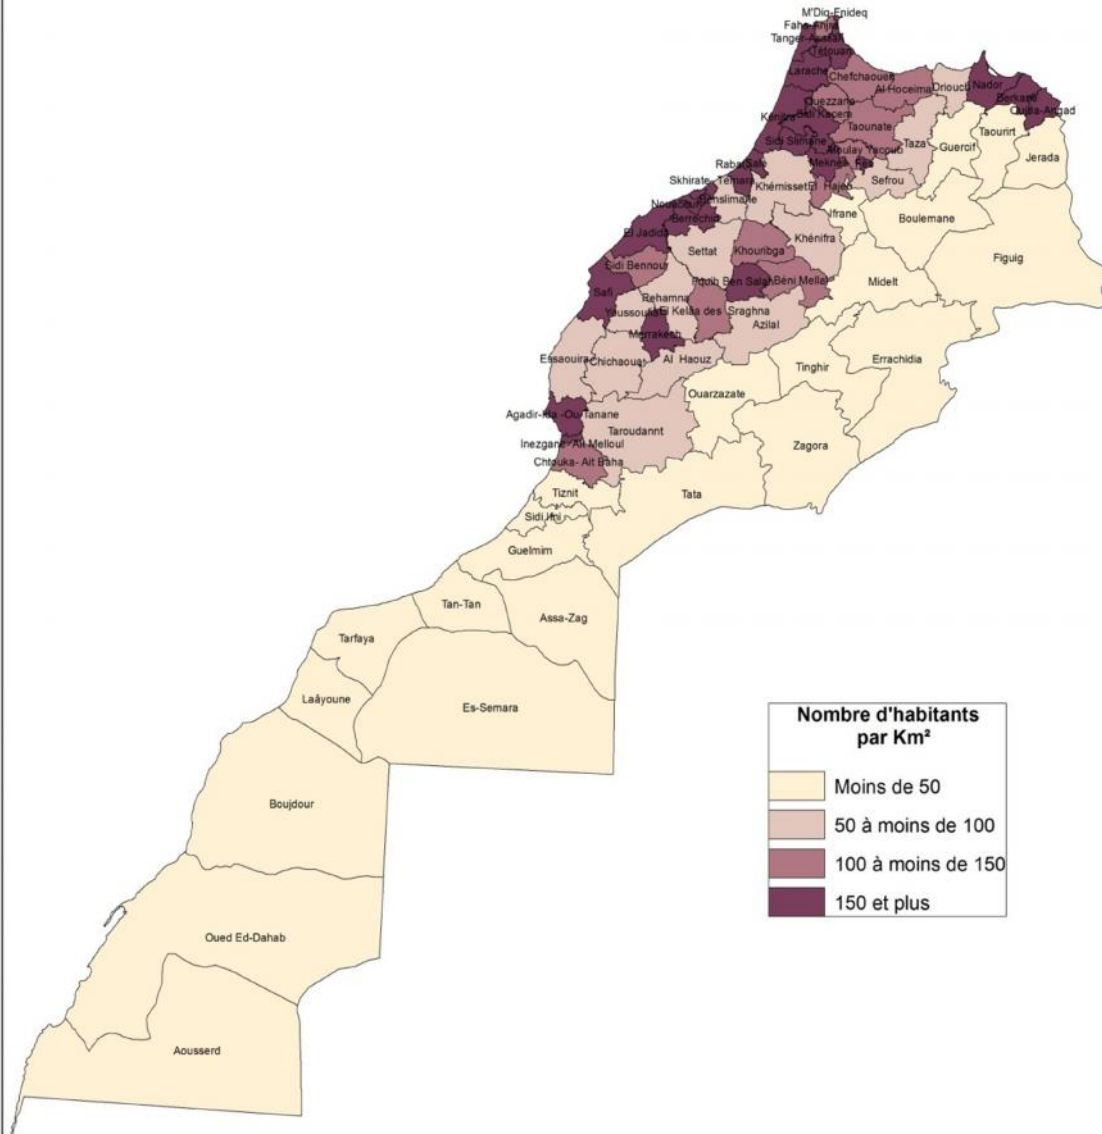 M'Diq-Fnideq
Fahs-Anjra
Tanger-Assilah
Tétouan
Larache
Chefchaouen
Al Hoceima
Driouch
Nador
Berkane
Oujda-Angad
Ouezzane
Kénitra
Sidi Kacem
Taounate
Taourirt
Sidi Slimane
Moulay Yacoub
Taza
Guercif
Jerada
Rabat
Salé
Meknès
Fès
Skhirate- Témara
Khémisset
El Hajeb
Sefrou
Benslimane
Nouaceur
Berrechid
Ifrane
Boulemane
El Jadida
Settat
Khouribga
Khénifra
Figuig
Sidi Bennour
Fquih Ben Salah
Béni Mellal
Midelt
Safi
Rehamna
Youssoufia
El Kelâa des Sraghna
Azilal
Marrakech
Essaouira
Chichaoua
Al Haouz
Tinghir
Errachidia
Ouarzazate
Agadir-Ida -Ou-Tanane
Taroudannt
Inezgane-Ait Melloul
Zagora
Chtouka- Ait Baha
Tiznit
Tata
Sidi Ifni
Guelmim
Tan-Tan
Assa-Zag
Tarfaya
Laâyoune
Es-Semara
Nombre d'habitants
par Km²
Moins de 50
50 à moins de 100
100 à moins de 150
150 et plus
Boujdour
Oued Ed-Dahab
Aousserd